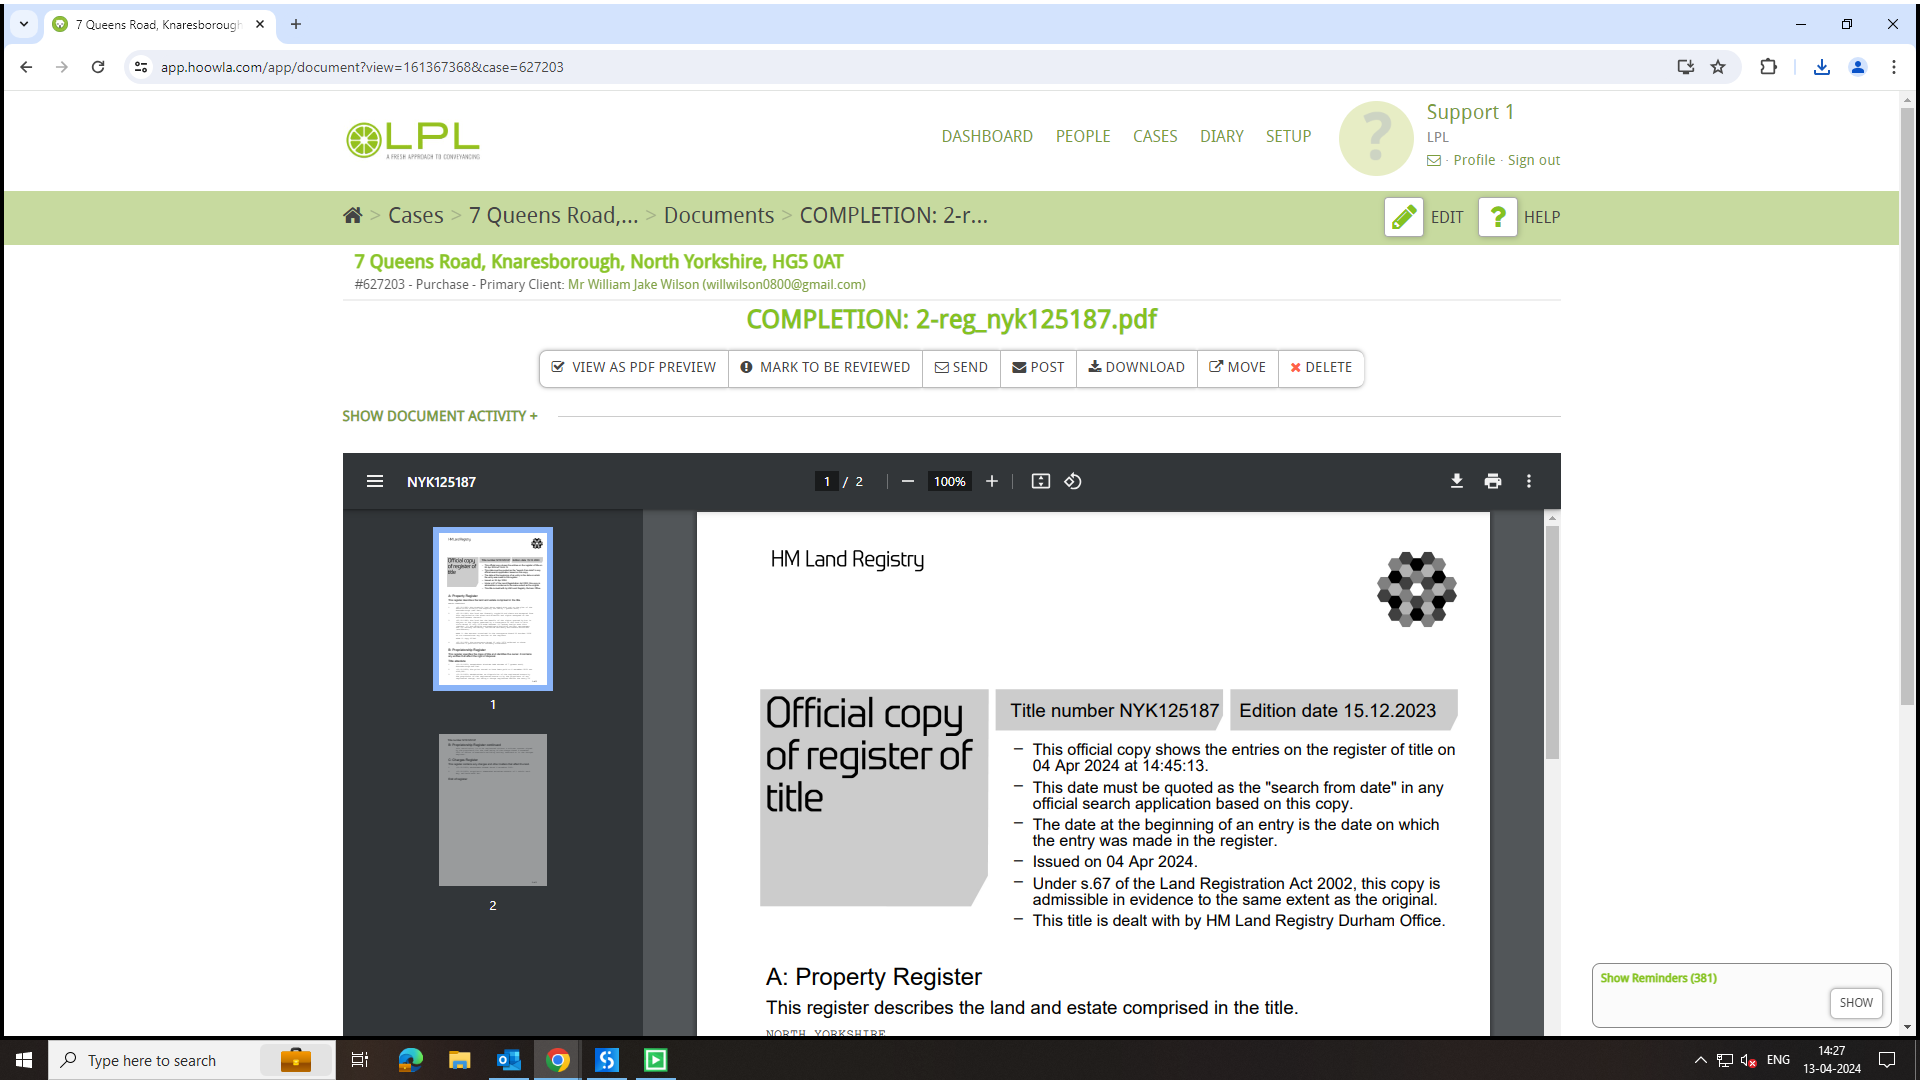 7 Queens Road, Knaresborough
app.hoowla.com/app/document?view=161367368&case=627203
LPL
A FRESH APPROACH TO CONVEYANCING
DASHBOARD PEOPLE CASES DIARY SETUP
?
Support 1
LPL
· Profile · Sign out
> Cases > 7 Queens Road,... > Documents > COMPLETION: 2-r...
EDIT ? HELP
7 Queens Road, Knaresborough, North Yorkshire, HG5 0AT
#627203 - Purchase - Primary Client: Mr William Jake Wilson (willwilson0800@gmail.com)
COMPLETION: 2-reg_nyk125187.pdf
VIEW AS PDF PREVIEW MARK TO BE REVIEWED SEND POST DOWNLOAD MOVE DELETE
SHOW DOCUMENT ACTIVITY +
NYK125187
1 / 2
100%
1
2
HM Land Registry
Official copy
of register of
title
Title number NYK125187
Edition date 15.12.2023
– This official copy shows the entries on the register of title on
04 Apr 2024 at 14:45:13.
– This date must be quoted as the "search from date" in any
official search application based on this copy.
– The date at the beginning of an entry is the date on which
the entry was made in the register.
– Issued on 04 Apr 2024.
– Under s.67 of the Land Registration Act 2002, this copy is
admissible in evidence to the same extent as the original.
– This title is dealt with by HM Land Registry Durham Office.
A: Property Register
This register describes the land and estate comprised in the title.
NORTH YORKSHIRE
Show Reminders (381)
SHOW
Type here to search
ENG
14:27
13-04-2024